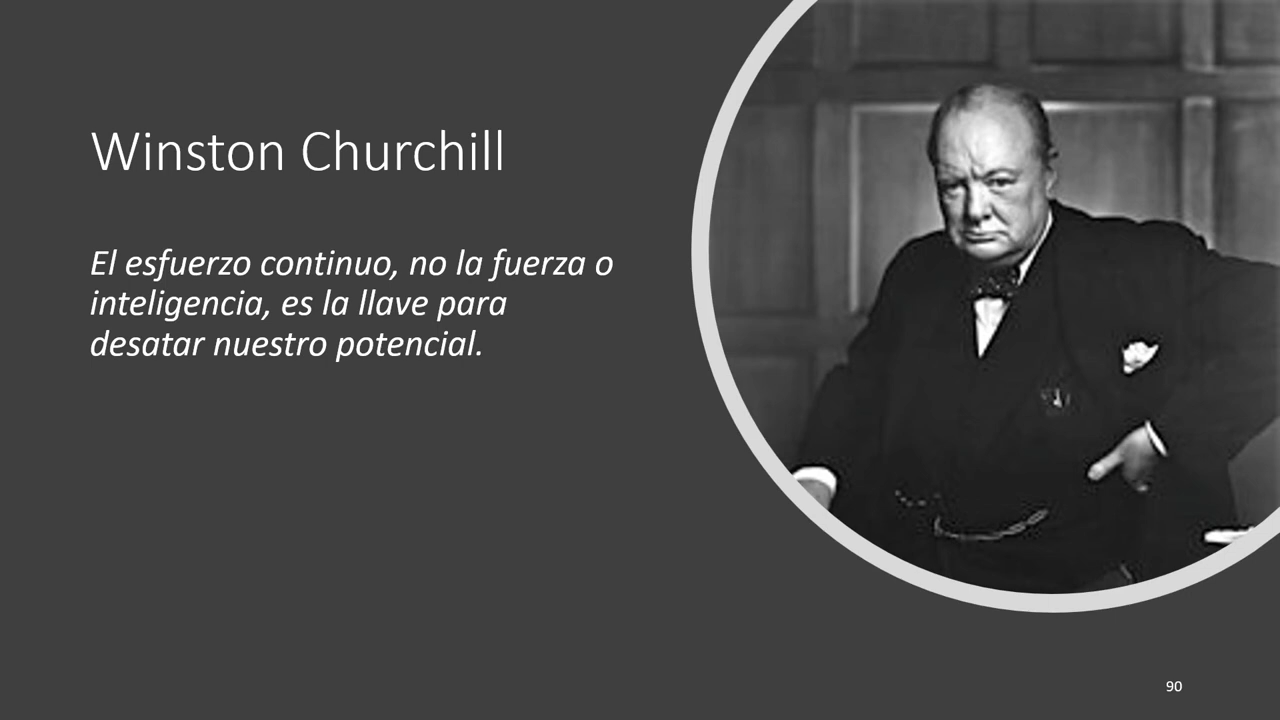 Winston Churchill
El esfuerzo continuo, no la fuerza o
inteligencia, es la llave para
desatar nuestro potencial.
90